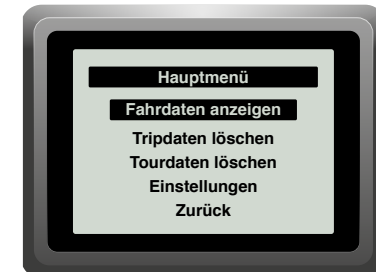 Hauptmenü
Fahrdaten anzeigen
Tripdaten löschen
Tourdaten löschen
Einstellungen
Zurück